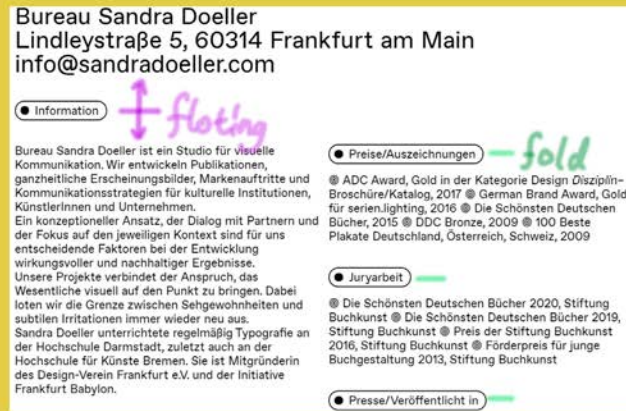 Bureau Sandra Doeller
Lindleystraße 5, 60314 Frankfurt am Main
info@sandradoeller.com
Information
floting
Bureau Sandra Doeller ist ein Studio für visuelle
Kommunikation. Wir entwickeln Publikationen,
ganzheitliche Erscheinungsbilder, Markenauftritte und
Kommunikationsstrategien für kulturelle Institutionen,
KünstlerInnen und Unternehmen.
Ein konzeptioneller Ansatz, der Dialog mit Partnern und
der Fokus auf den jeweiligen Kontext sind für uns
entscheidende Faktoren bei der Entwicklung
wirkungsvoller und nachhaltiger Ergebnisse.
Unsere Projekte verbindet der Anspruch, das
Wesentliche visuell auf den Punkt zu bringen. Dabei
loten wir die Grenze zwischen Sehgewohnheiten und
subtilen Irritationen immer wieder neu aus.
Sandra Doeller unterrichtete regelmäßig Typografie an
der Hochschule Darmstadt, zuletzt auch an der
Hochschule für Künste Bremen. Sie ist Mitgründerin
des Design-Verein Frankfurt e.V. und der Initiative
Frankfurt Babylon.
Preise/Auszeichnungen
fold
ADC Award, Gold in der Kategorie Design Disziplin-
Broschüre/Katalog, 2017 German Brand Award, Gold
für serien.lighting, 2016 Die Schönsten Deutschen
Bücher, 2015 DDC Bronze, 2009 100 Beste
Plakate Deutschland, Österreich, Schweiz, 2009
Juryarbeit
Die Schönsten Deutschen Bücher 2020, Stiftung
Buchkunst Die Schönsten Deutschen Bücher 2019,
Stiftung Buchkunst Preis der Stiftung Buchkunst
2016, Stiftung Buchkunst Förderpreis für junge
Buchgestaltung 2013, Stiftung Buchkunst
Presse/Veröffentlicht in